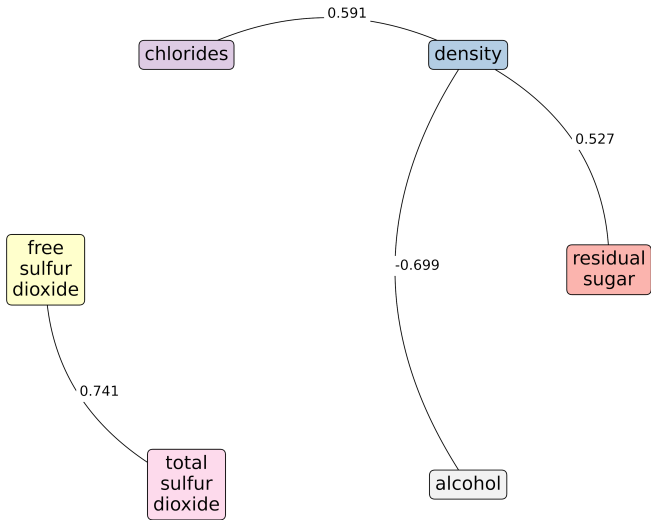 0.591
chlorides
density
0.527
free
sulfur
dioxide
-0.699
residual
sugar
0.741
total
sulfur
dioxide
alcohol